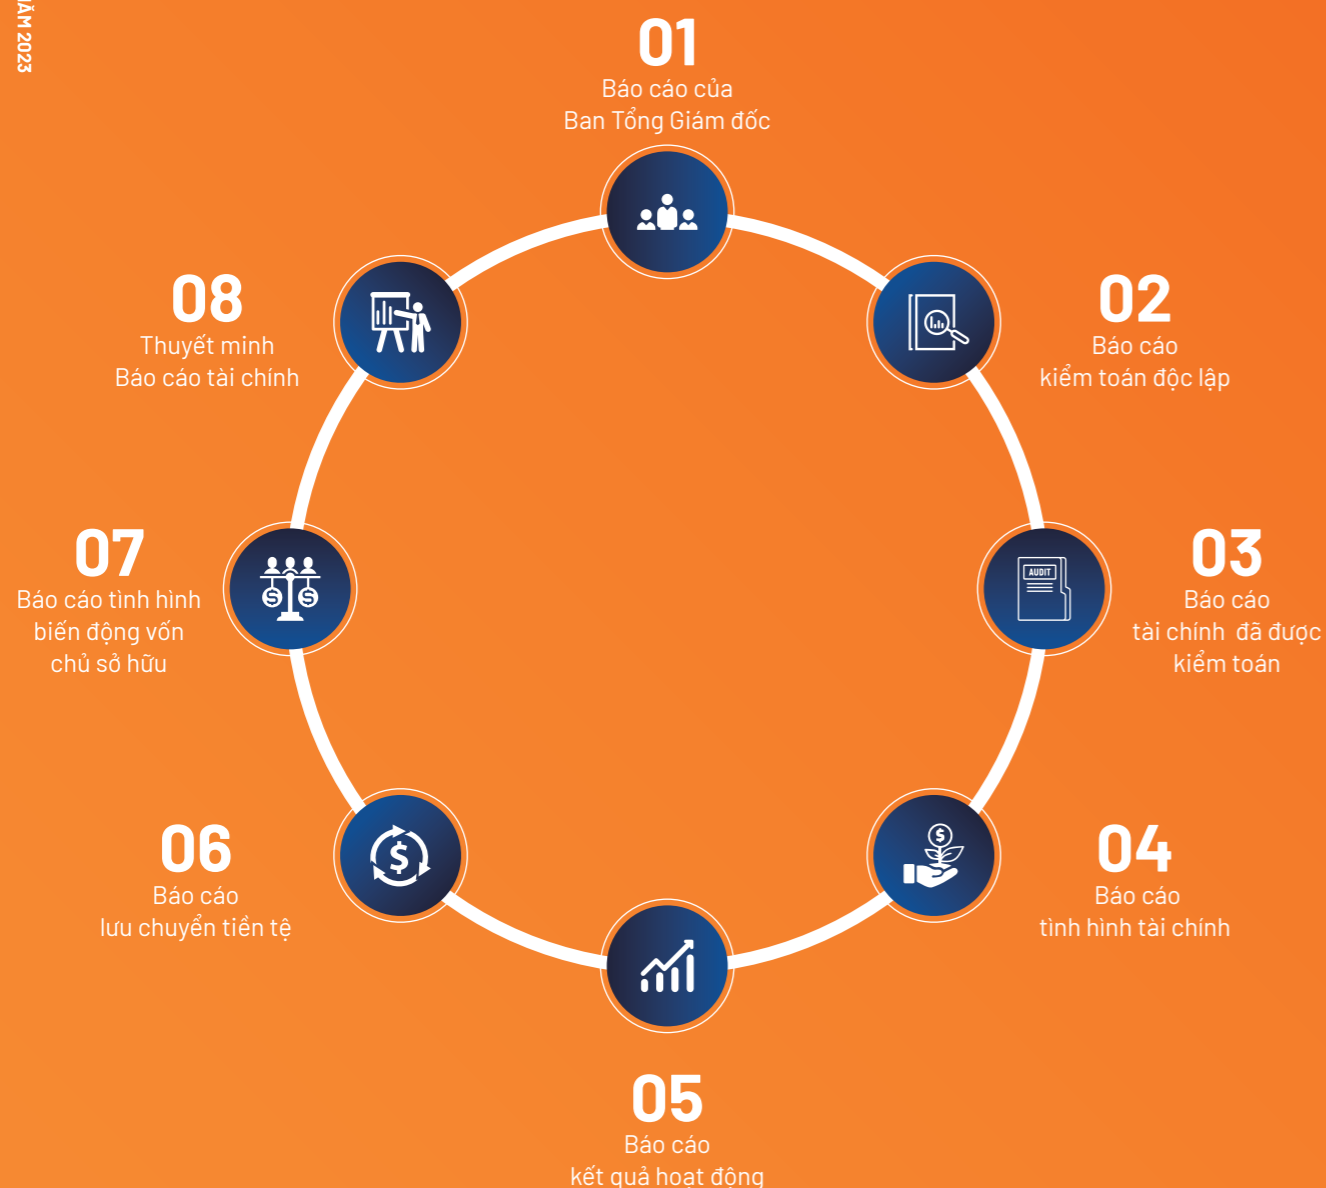 ĂM 2023
01
Báo cáo của
Ban Tổng Giám đốc
02
Báo cáo
kiểm toán độc lập
03
Báo cáo
tài chính đã được
kiểm toán
04
Báo cáo
tình hình tài chính
05
Báo cáo
kết quả hoạt động
06
Báo cáo
lưu chuyển tiền tệ
07
Báo cáo tình hình
biến động vốn
chủ sở hữu
08
Thuyết minh
Báo cáo tài chính
AUDIT